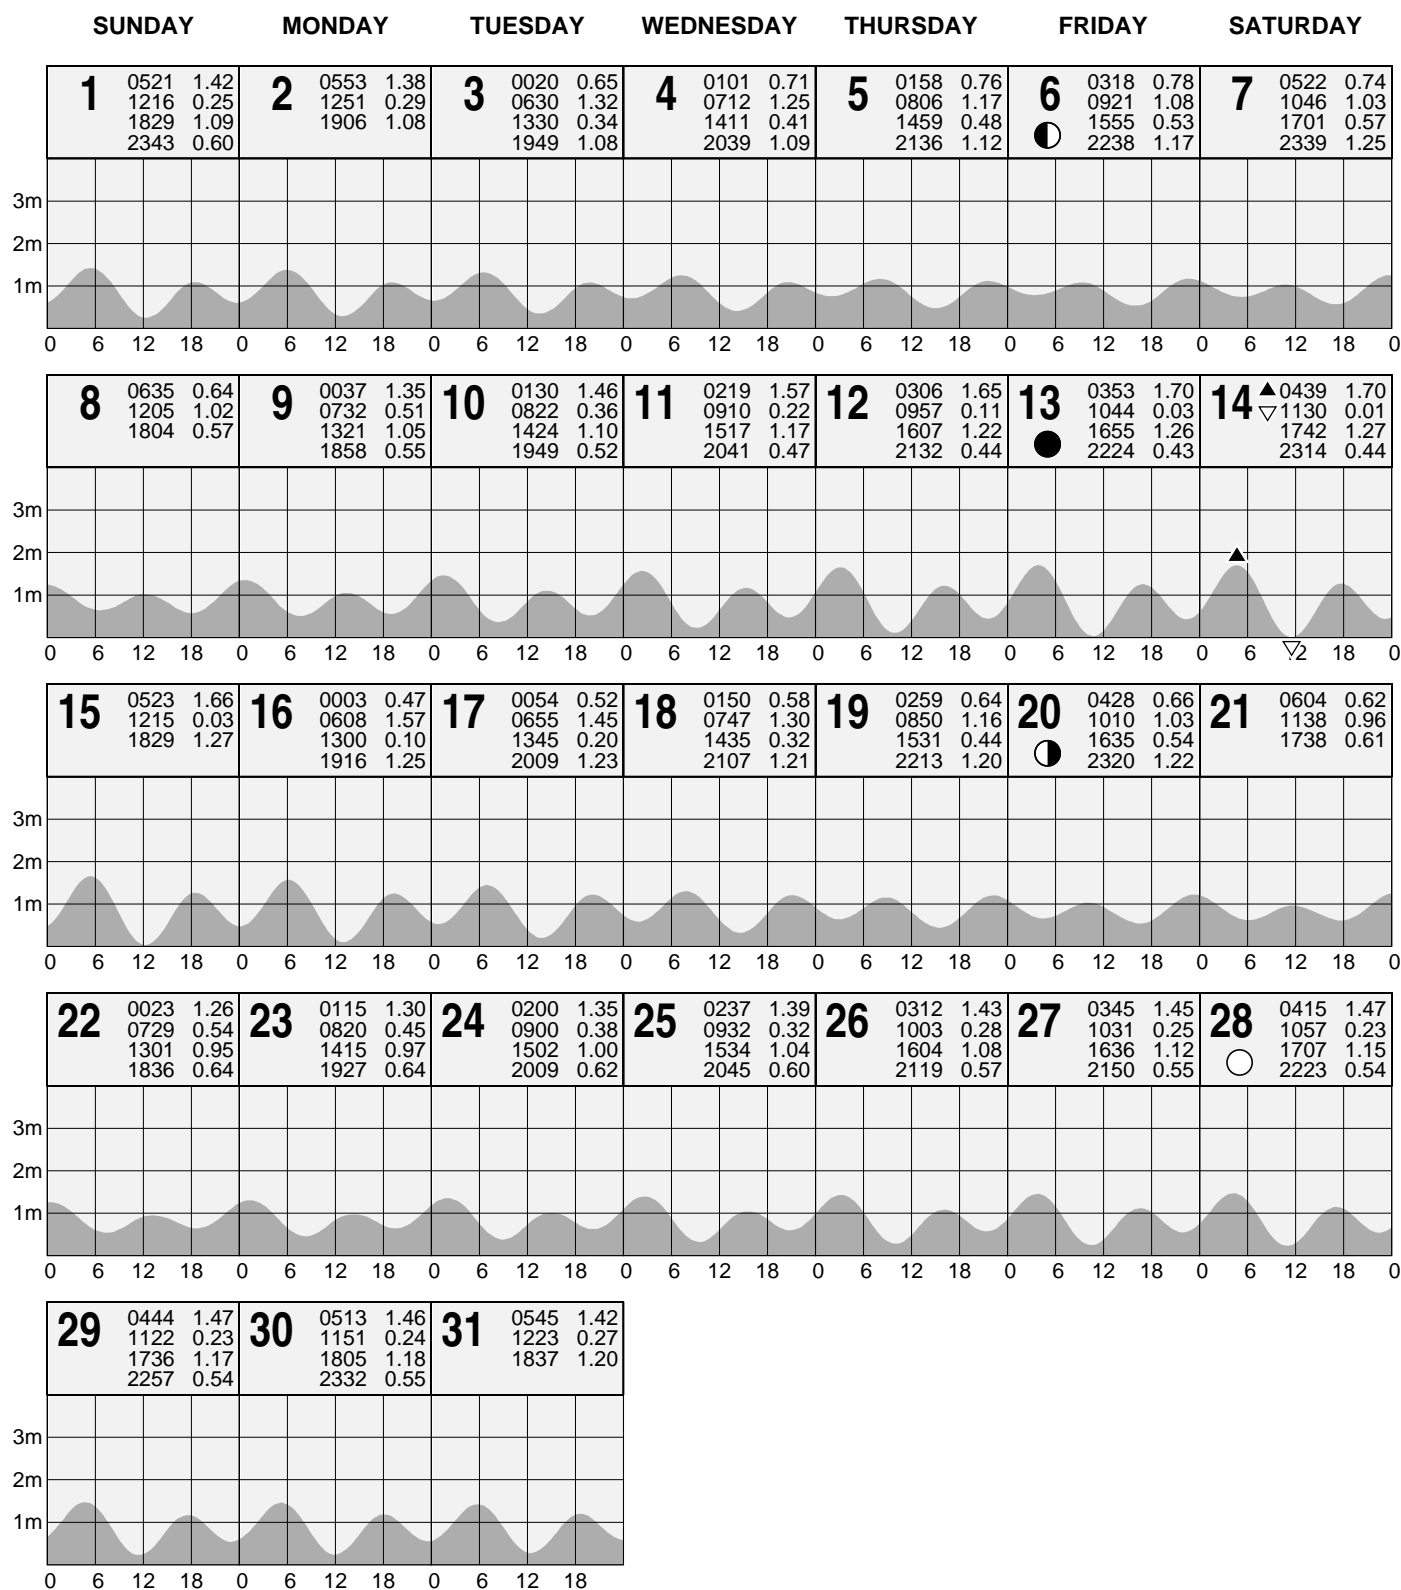 SUNDAY MONDAY TUESDAY WEDNESDAY THURSDAY FRIDAY SATURDAY
1 0521 1.42
1216 0.25
1829 1.09
2343 0.60
2 0553 1.38
1251 0.29
1906 1.08
3 0020 0.65
0630 1.32
1330 0.34
1949 1.08
4 0101 0.71
0712 1.25
1411 0.41
2039 1.09
5 0158 0.76
0806 1.17
1459 0.48
2136 1.12
6 0318 0.78
0921 1.08
1555 0.53
2238 1.17
7 0522 0.74
1046 1.03
1701 0.57
2339 1.25
3m
2m
1m
0 6 12 18 0 6 12 18 0 6 12 18 0 6 12 18 0 6 12 18 0 6 12 18 0 6 12 18 0
8 0635 0.64
1205 1.02
1804 0.57
9 0037 1.35
0732 0.51
1321 1.05
1858 0.55
10 0130 1.46
0822 0.36
1424 1.10
1949 0.52
11 0219 1.57
0910 0.22
1517 1.17
2041 0.47
12 0306 1.65
0957 0.11
1607 1.22
2132 0.44
13 0353 1.70
1044 0.03
1655 1.26
2224 0.43
14 0439 1.70
1130 0.01
1742 1.27
2314 0.44
3m
2m
1m
0 6 12 18 0 6 12 18 0 6 12 18 0 6 12 18 0 6 12 18 0 6 12 18 0 6 12 18 0
15 0523 1.66
1215 0.03
1829 1.27
16 0003 0.47
0608 1.57
1300 0.10
1916 1.25
17 0054 0.52
0655 1.45
1345 0.20
2009 1.23
18 0150 0.58
0747 1.30
1435 0.32
2107 1.21
19 0259 0.64
0850 1.16
1531 0.44
2213 1.20
20 0428 0.66
1010 1.03
1635 0.54
2320 1.22
21 0604 0.62
1138 0.96
1738 0.61
3m
2m
1m
0 6 12 18 0 6 12 18 0 6 12 18 0 6 12 18 0 6 12 18 0 6 12 18 0 6 12 18 0
22 0023 1.26
0729 0.54
1301 0.95
1836 0.64
23 0115 1.30
0820 0.45
1415 0.97
1927 0.64
24 0200 1.35
0900 0.38
1502 1.00
2009 0.62
25 0237 1.39
0932 0.32
1534 1.04
2045 0.60
26 0312 1.43
1003 0.28
1604 1.08
2119 0.57
27 0345 1.45
1031 0.25
1636 1.12
2150 0.55
28 0415 1.47
1057 0.23
1707 1.15
2223 0.54
3m
2m
1m
0 6 12 18 0 6 12 18 0 6 12 18 0 6 12 18 0 6 12 18 0 6 12 18 0 6 12 18 0
29 0444 1.47
1122 0.23
1736 1.17
2257 0.54
30 0513 1.46
1151 0.24
1805 1.18
2332 0.55
31 0545 1.42
1223 0.27
1837 1.20
3m
2m
1m
0 6 12 18 0 6 12 18 0 6 12 18